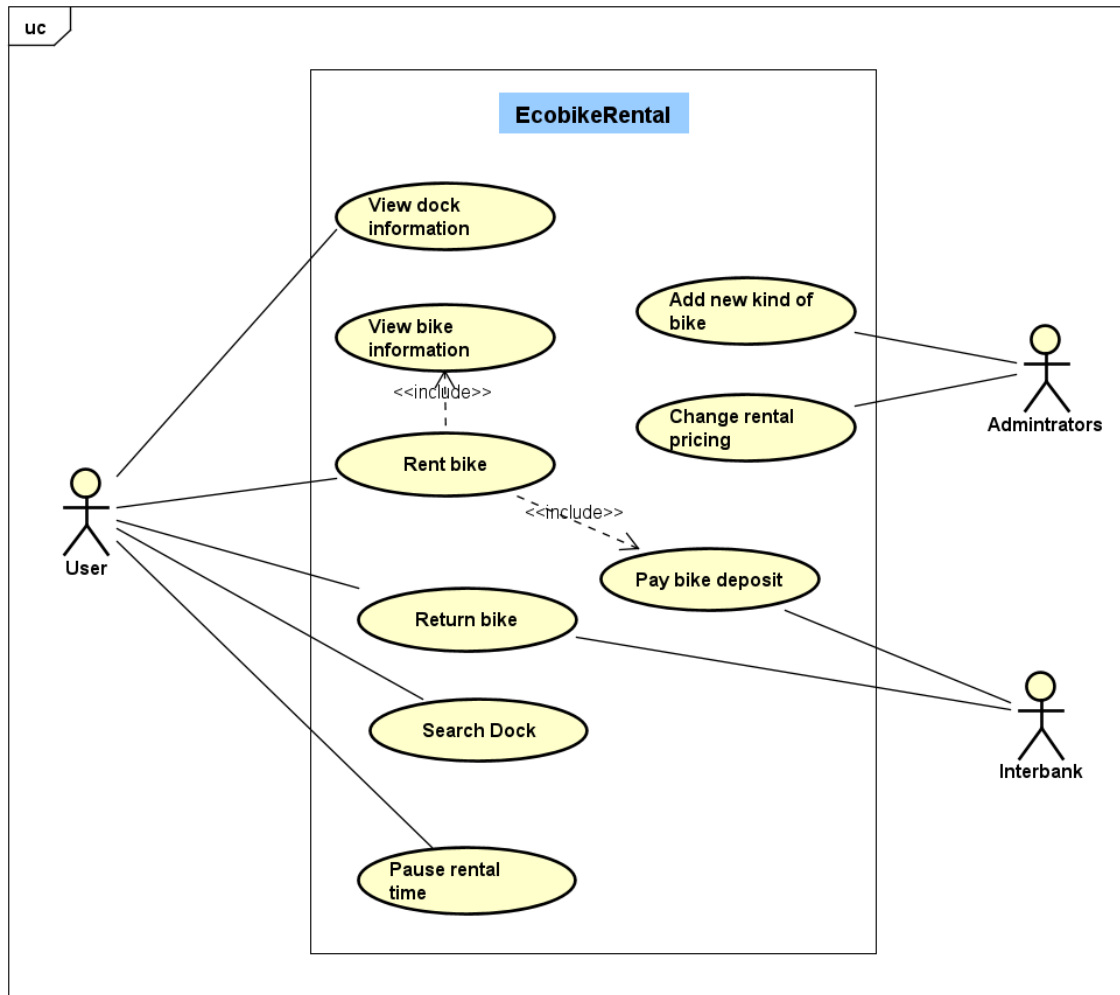 uc
EcobikeRental
View dock
information
View bike
information
<<include>>
Rent bike
Add new kind of
bike
Change rental
pricing
Admintrators
<<include>>
Pay bike deposit
User
Return bike
Search Dock
Interbank
Pause rental
time